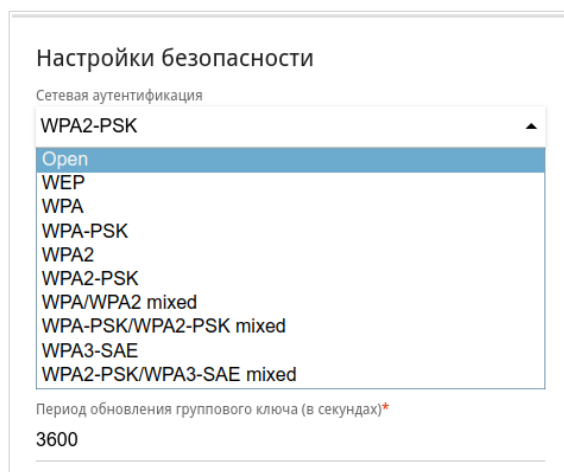 Настройки безопасности
Сетевая аутентификация
WPA2-PSK
Open
WEP
WPA
WPA-PSK
WPA2
WPA2-PSK
WPA/WPA2 mixed
WPA-PSK/WPA2-PSK mixed
WPA3-SAE
WPA2-PSK/WPA3-SAE mixed
Период обновления группового ключа (в секундах)*
3600